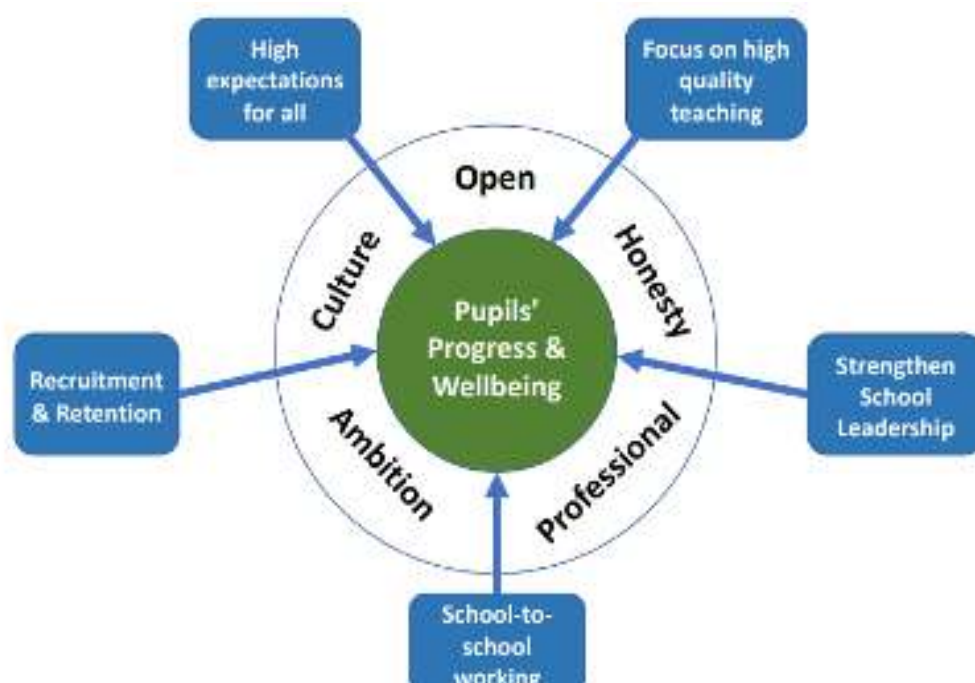 High
expectations
for all
Focus on high
quality
teaching
Open
Culture
Honesty
Pupils'
Progress &
Wellbeing
Recruitment
& Retention
Strengthen
School
Leadership
Ambition
Professional
School-to-
school
working